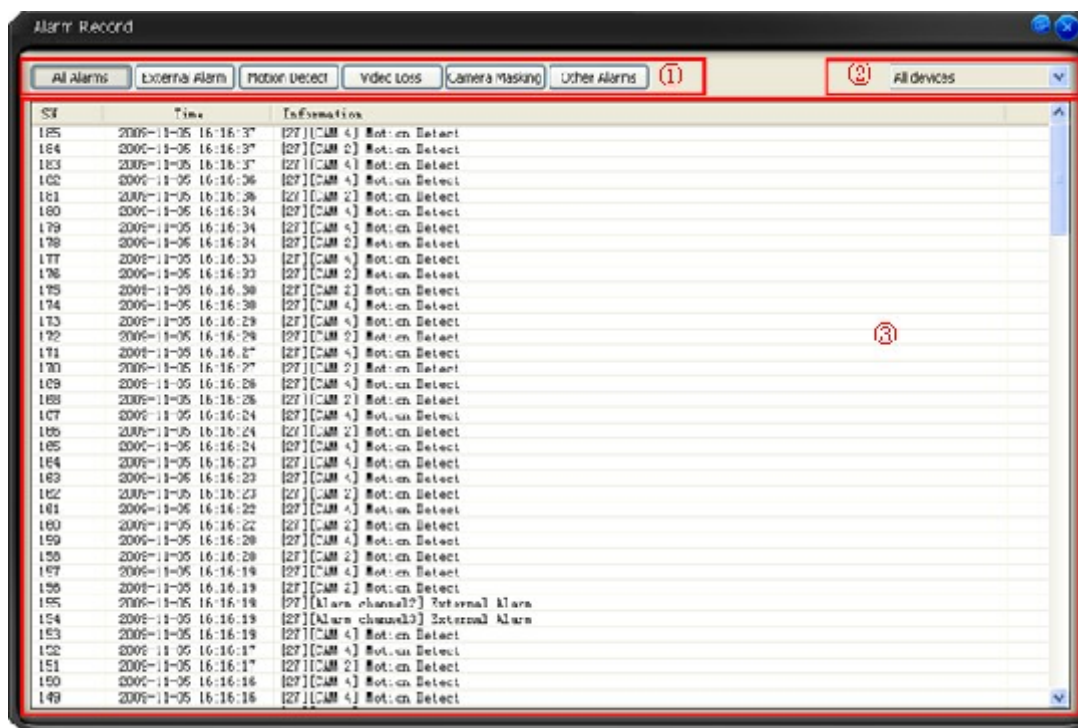 Alarm Record
All Alarms External Alarm Motion Detect Video Loss Camera Masking Other Alarms ① ② All devices
SN Time Information
185 2009-11-05 16:16:37 [27][CAM 4] Motion Detect
184 2009-11-05 16:16:37 [27][CAM 2] Motion Detect
183 2009-11-05 16:16:37 [27][CAM 4] Motion Detect
182 2009-11-05 16:16:36 [27][CAM 4] Motion Detect
181 2009-11-05 16:16:36 [27][CAM 2] Motion Detect
180 2009-11-05 16:16:34 [27][CAM 4] Motion Detect
179 2009-11-05 16:16:34 [27][CAM 4] Motion Detect
178 2009-11-05 16:16:34 [27][CAM 2] Motion Detect
177 2009-11-05 16:16:33 [27][CAM 4] Motion Detect
176 2009-11-05 16:16:33 [27][CAM 2] Motion Detect
175 2009-11-05 16:16:30 [27][CAM 2] Motion Detect
174 2009-11-05 16:16:30 [27][CAM 4] Motion Detect
173 2009-11-05 16:16:29 [27][CAM 4] Motion Detect
172 2009-11-05 16:16:29 [27][CAM 2] Motion Detect
③
171 2009-11-05 16:16:27 [27][CAM 4] Motion Detect
170 2009-11-05 16:16:27 [27][CAM 2] Motion Detect
169 2009-11-05 16:16:26 [27][CAM 4] Motion Detect
168 2009-11-05 16:16:26 [27][CAM 2] Motion Detect
167 2009-11-05 16:16:24 [27][CAM 4] Motion Detect
166 2009-11-05 16:16:24 [27][CAM 2] Motion Detect
165 2009-11-05 16:16:24 [27][CAM 4] Motion Detect
164 2009-11-05 16:16:23 [27][CAM 4] Motion Detect
163 2009-11-05 16:16:23 [27][CAM 4] Motion Detect
162 2009-11-05 16:16:23 [27][CAM 2] Motion Detect
161 2009-11-05 16:16:22 [27][CAM 4] Motion Detect
160 2009-11-05 16:16:22 [27][CAM 2] Motion Detect
159 2009-11-05 16:16:20 [27][CAM 4] Motion Detect
158 2009-11-05 16:16:20 [27][CAM 2] Motion Detect
157 2009-11-05 16:16:19 [27][CAM 4] Motion Detect
156 2009-11-05 16:16:19 [27][CAM 2] Motion Detect
155 2009-11-05 16:16:19 [27][Alarm channel2] External Alarm
154 2009-11-05 16:16:19 [27][Alarm channel3] External Alarm
153 2009-11-05 16:16:19 [27][CAM 4] Motion Detect
152 2009-11-05 16:16:17 [27][CAM 4] Motion Detect
151 2009-11-05 16:16:17 [27][CAM 2] Motion Detect
150 2009-11-05 16:16:16 [27][CAM 4] Motion Detect
149 2009-11-05 16:16:16 [27][CAM 4] Motion Detect